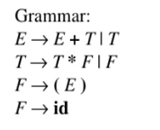 Grammar:
E → E + T | T
T → T * F | F
F → ( E )
F → id